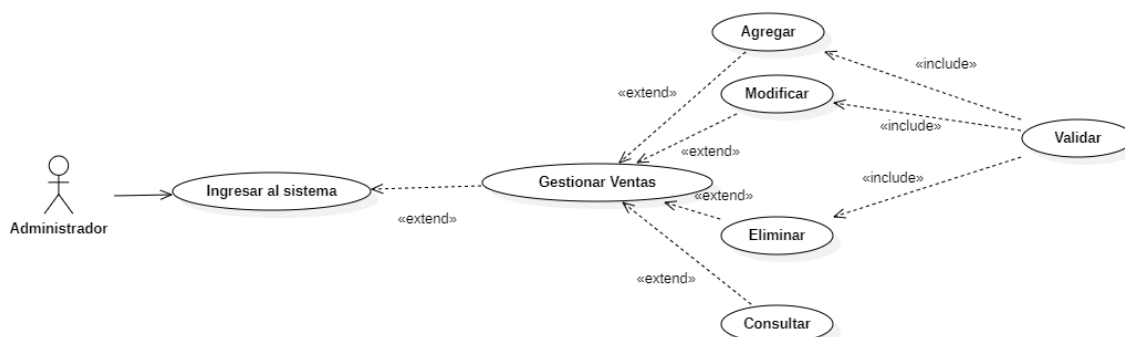 Agregar
«include»
«extend»
Modificar
«include»
Validar
«extend»
Ingresar al sistema
Gestionar Ventas
«include»
«extend»
«extend»
Administrador
Eliminar
«extend»
Consultar